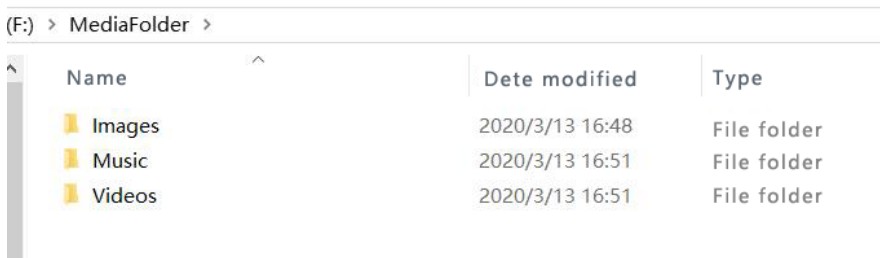 (F:) > MediaFolder >
Name Dete modified Type
Images 2020/3/13 16:48 File folder
Music 2020/3/13 16:51 File folder
Videos 2020/3/13 16:51 File folder